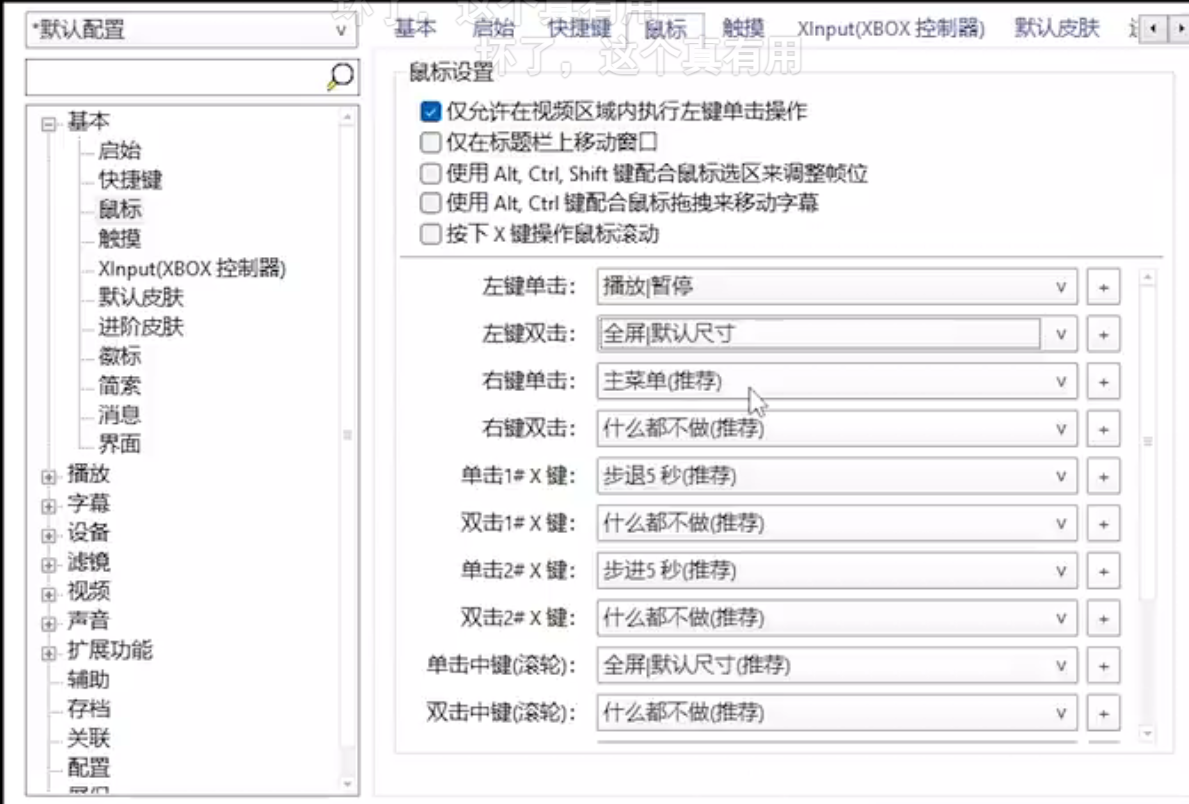 坏了，这个真有用
*默认配置
基本 启始 快捷键 鼠标 触摸 XInput(XBOX 控制器) 默认皮肤
坏了，这个真有用
鼠标设置
仅允许在视频区域内执行左键单击操作
仅在标题栏上移动窗口
使用 Alt, Ctrl, Shift 键配合鼠标选区来调整帧位
使用 Alt, Ctrl 键配合鼠标拖拽来移动字幕
按下 X 键操作鼠标滚动
基本
启始
快捷键
鼠标
触摸
XInput(XBOX 控制器)
默认皮肤
进阶皮肤
徽标
简索
消息
界面
播放
字幕
设备
滤镜
视频
声音
扩展功能
辅助
存档
关联
配置
左键单击： 播放|暂停
左键双击： 全屏|默认尺寸
右键单击： 主菜单(推荐)
右键双击： 什么都不做(推荐)
单击1# X 键： 步退5 秒(推荐)
双击1# X 键： 什么都不做(推荐)
单击2# X 键： 步进5 秒(推荐)
双击2# X 键： 什么都不做(推荐)
单击中键(滚轮)： 全屏|默认尺寸(推荐)
双击中键(滚轮)： 什么都不做(推荐)